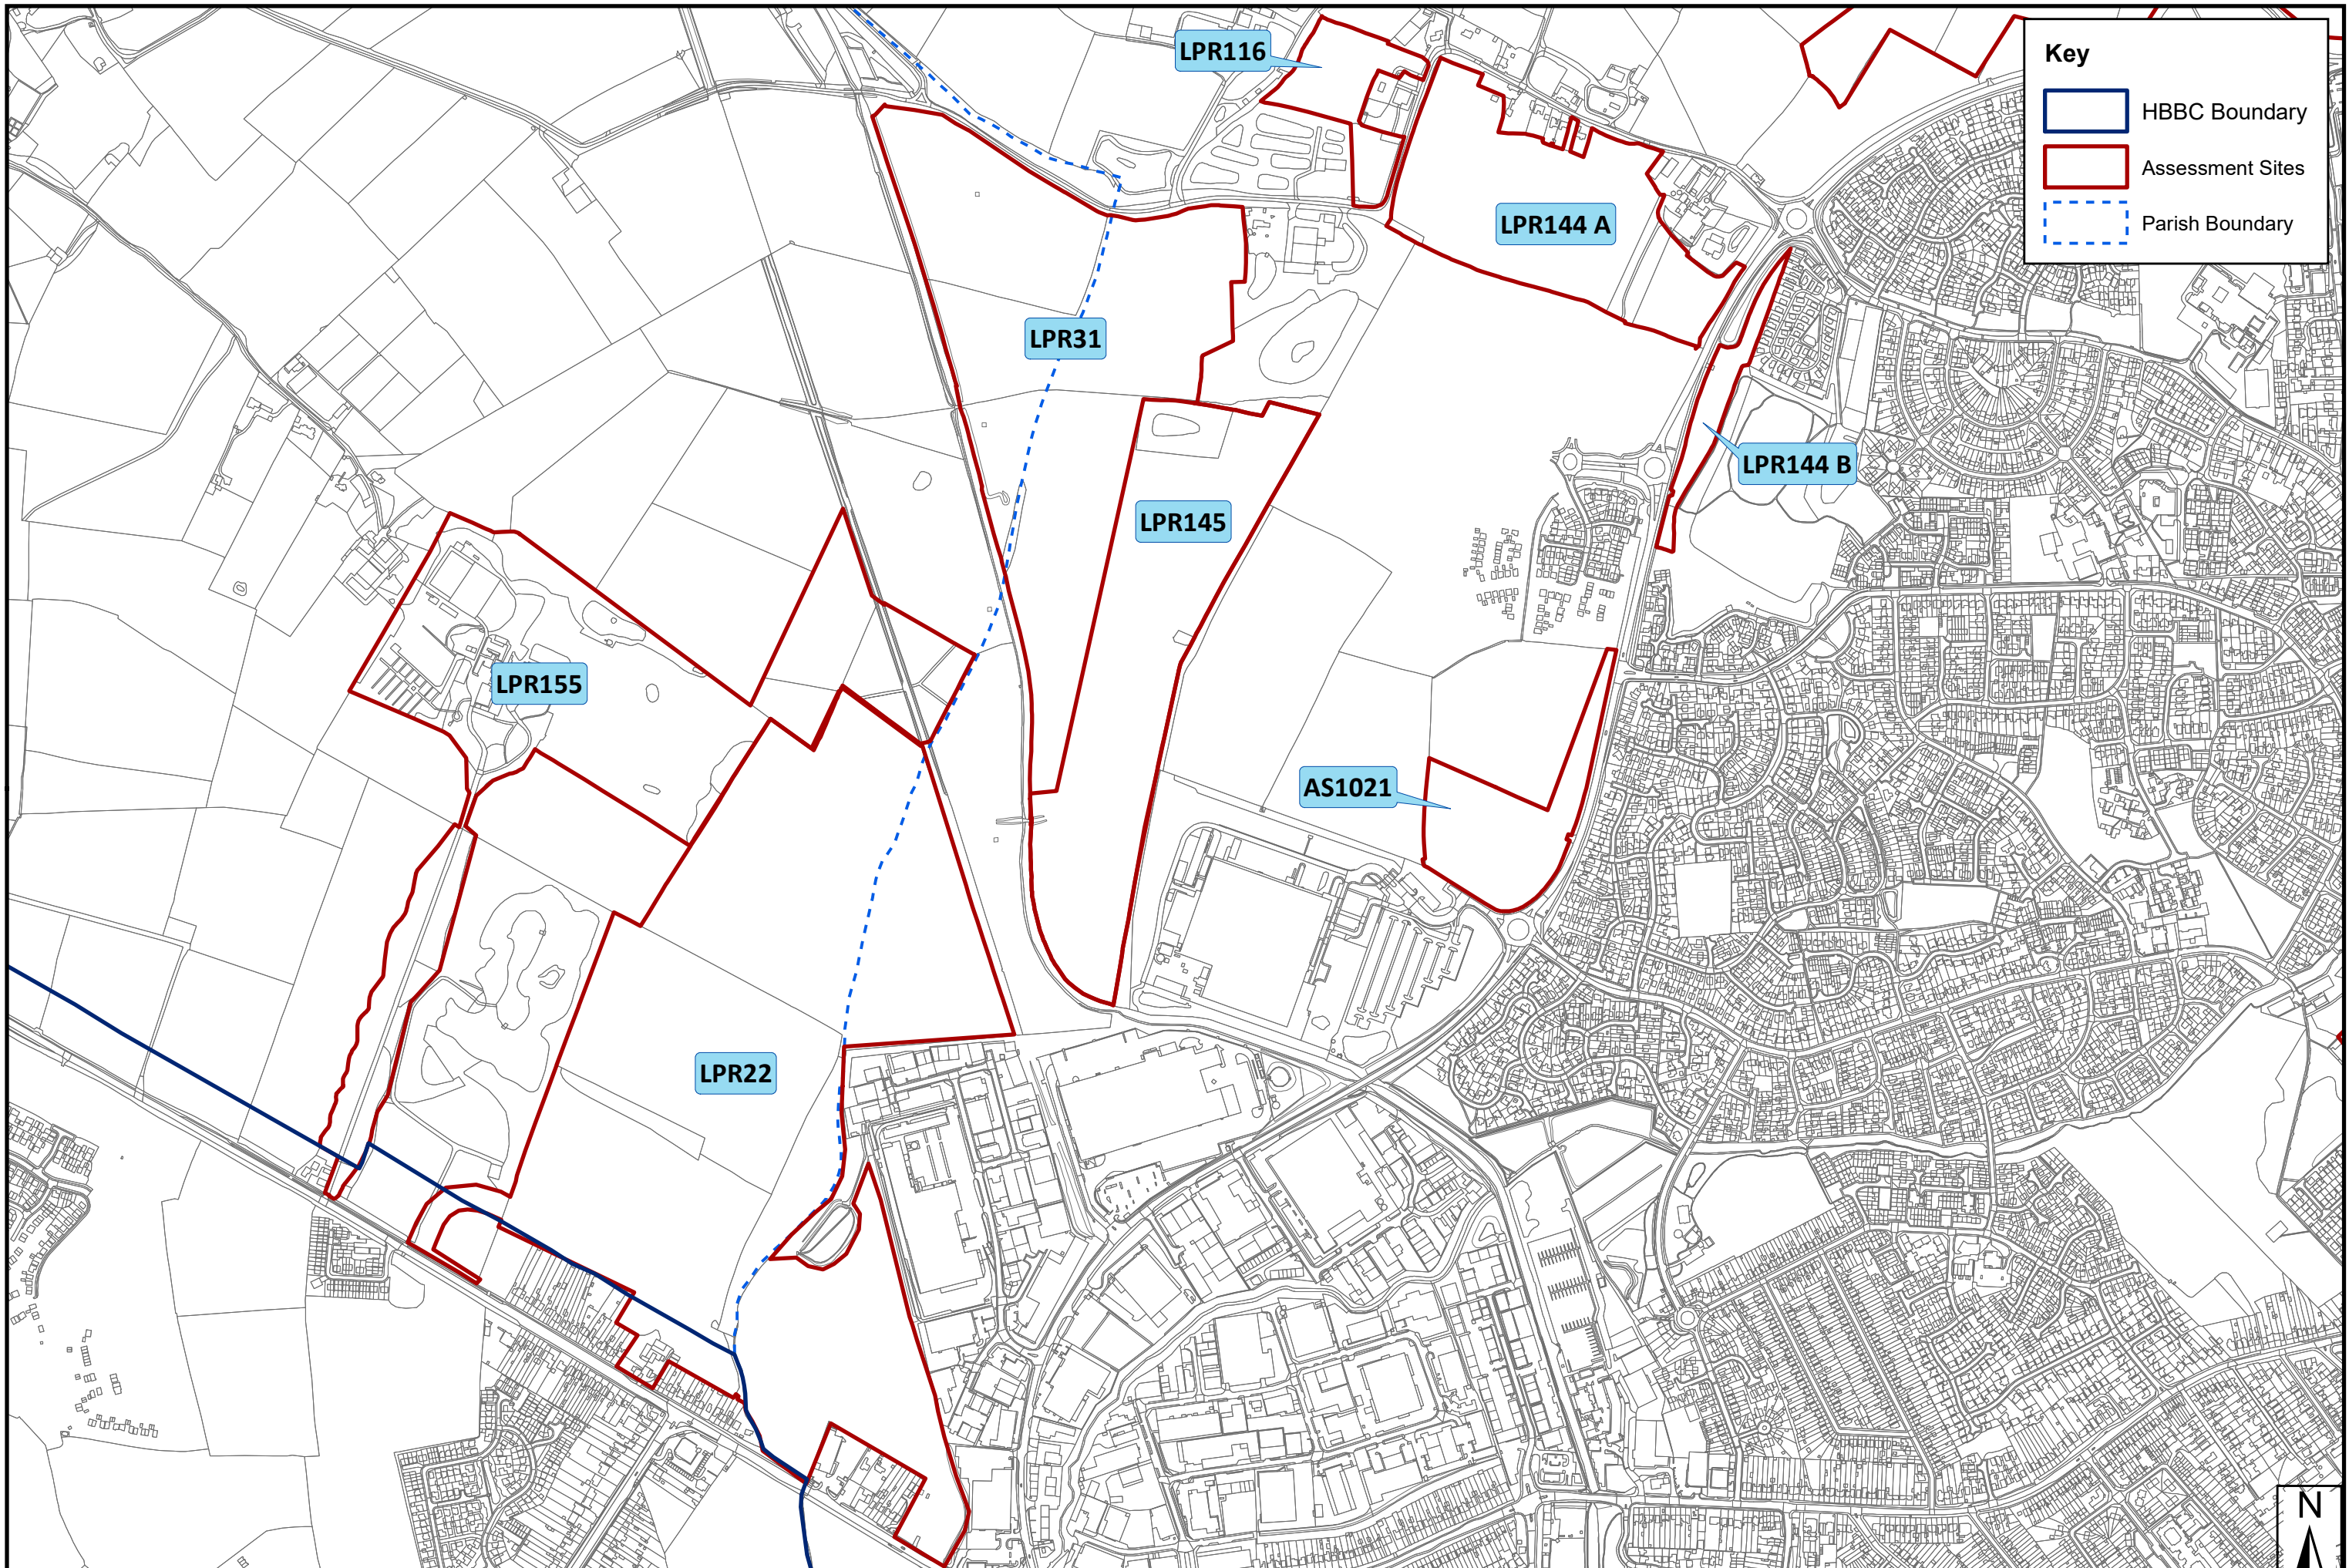 LPR116
Key
HBBC Boundary
Assessment Sites
Parish Boundary
LPR144 A
LPR31
LPR144 B
LPR145
LPR155
AS1021
LPR22
N